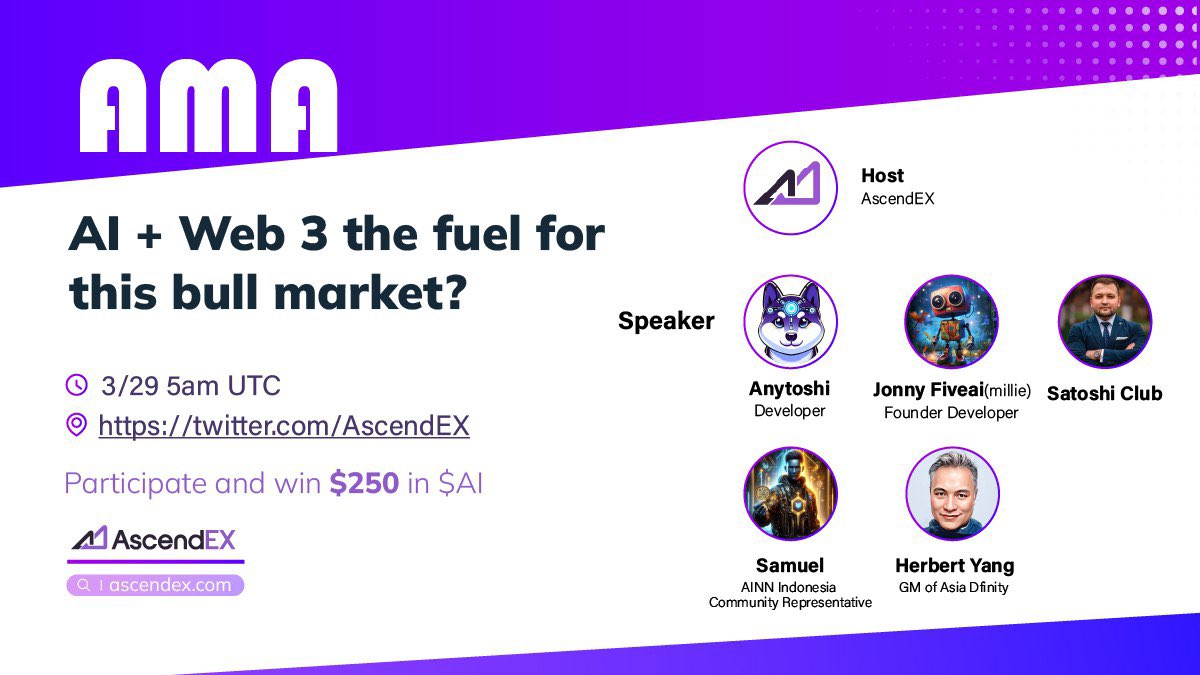 AMA
AI + Web 3 the fuel for
this bull market?
3/29 5am UTC
https://twitter.com/AscendEX
Participate and win $250 in $AI
AscendEX
ascendex.com
Host
AscendEX
Speaker
Anytoshi
Developer
Jonny Fiveai(millie)
Founder Developer
Satoshi Club
Samuel
AINN Indonesia
Community Representative
Herbert Yang
GM of Asia Dfinity